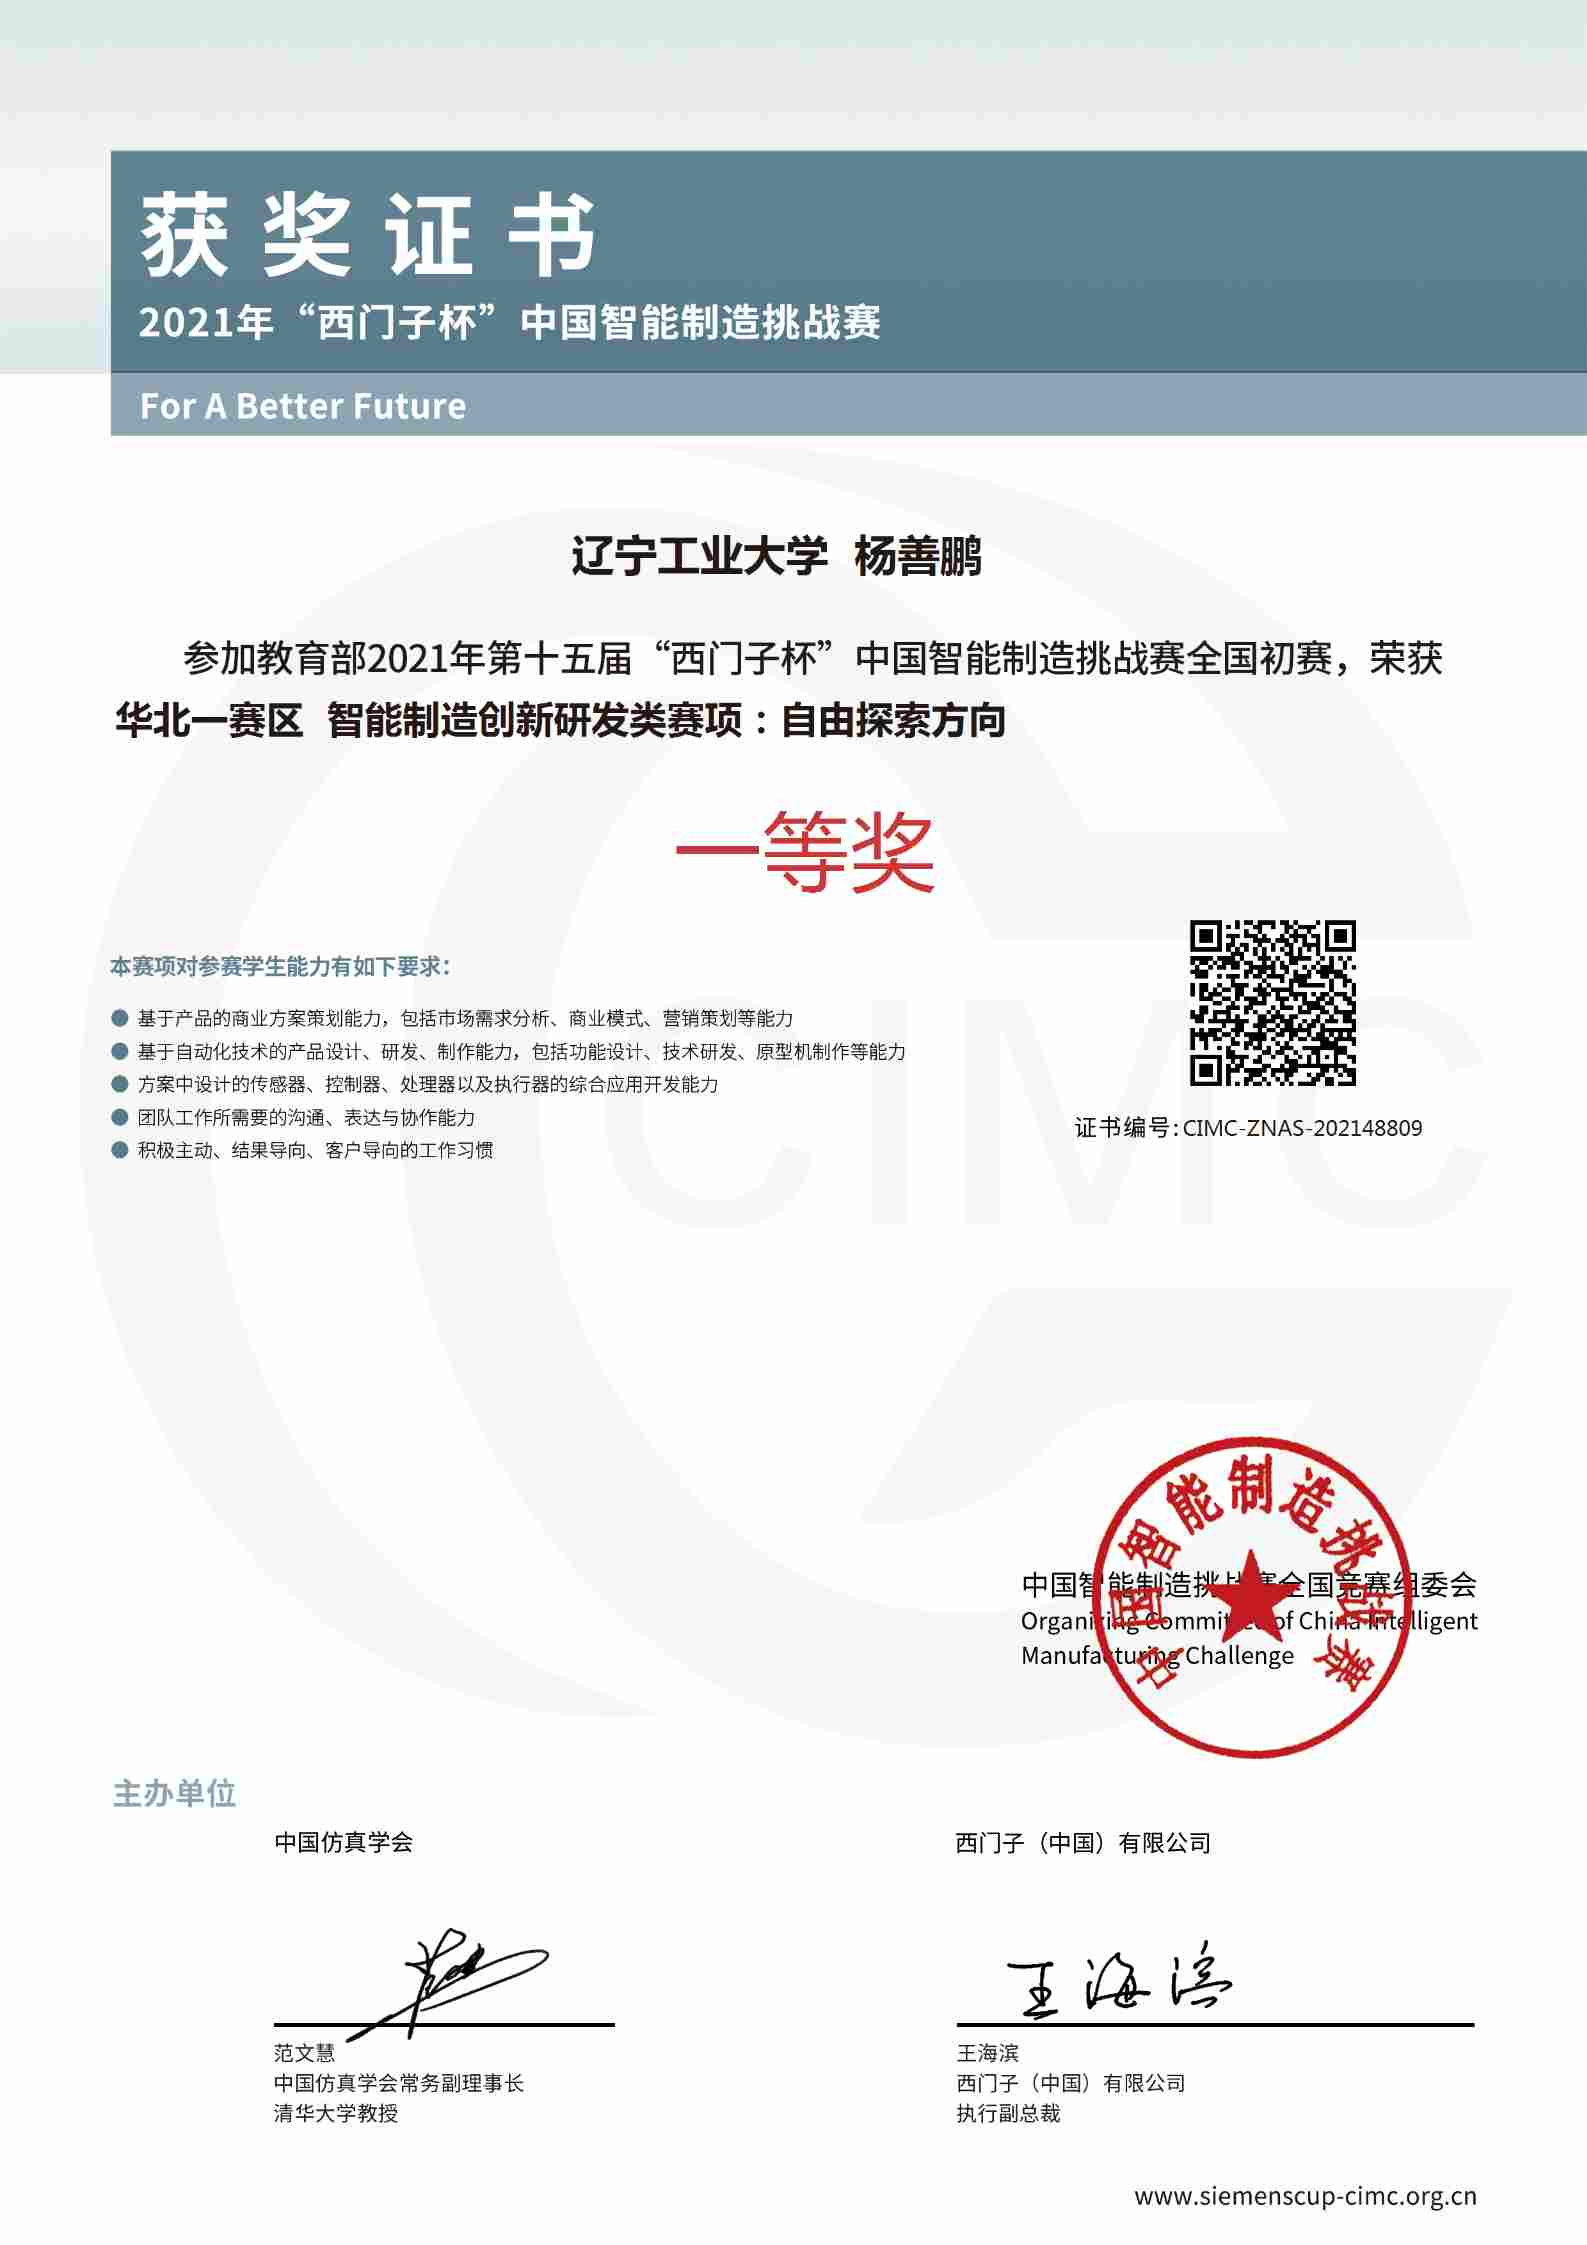 获奖证书
2021年“西门子杯”中国智能制造挑战赛
For A Better Future
辽宁工业大学 杨善鹏
参加教育部2021年第十五届“西门子杯”中国智能制造挑战赛全国初赛，荣获
华北一赛区 智能制造创新研发类赛项：自由探索方向
一等奖
本赛项对参赛学生能力有如下要求：
基于产品的商业方案策划能力，包括市场需求分析、商业模式、营销策划等能力
基于自动化技术的产品设计、研发、制作能力，包括功能设计、技术研发、原型机制作等能力
方案中设计的传感器、控制器、处理器以及执行器的综合应用开发能力
团队工作所需要的沟通、表达与协作能力
积极主动、结果导向、客户导向的工作习惯
证书编号：CIMC-ZNAS-202148809
CIMC
中国智能制造挑战赛
中国智能制造挑战赛全国竞赛组委会
Organizing Committee of China Intelligent
Manufacturing Challenge
主办单位
中国仿真学会
西门子（中国）有限公司
王海滨
范文慧
中国仿真学会常务副理事长
清华大学教授
王海滨
西门子（中国）有限公司
执行副总裁
www.siemenscup-cimc.org.cn